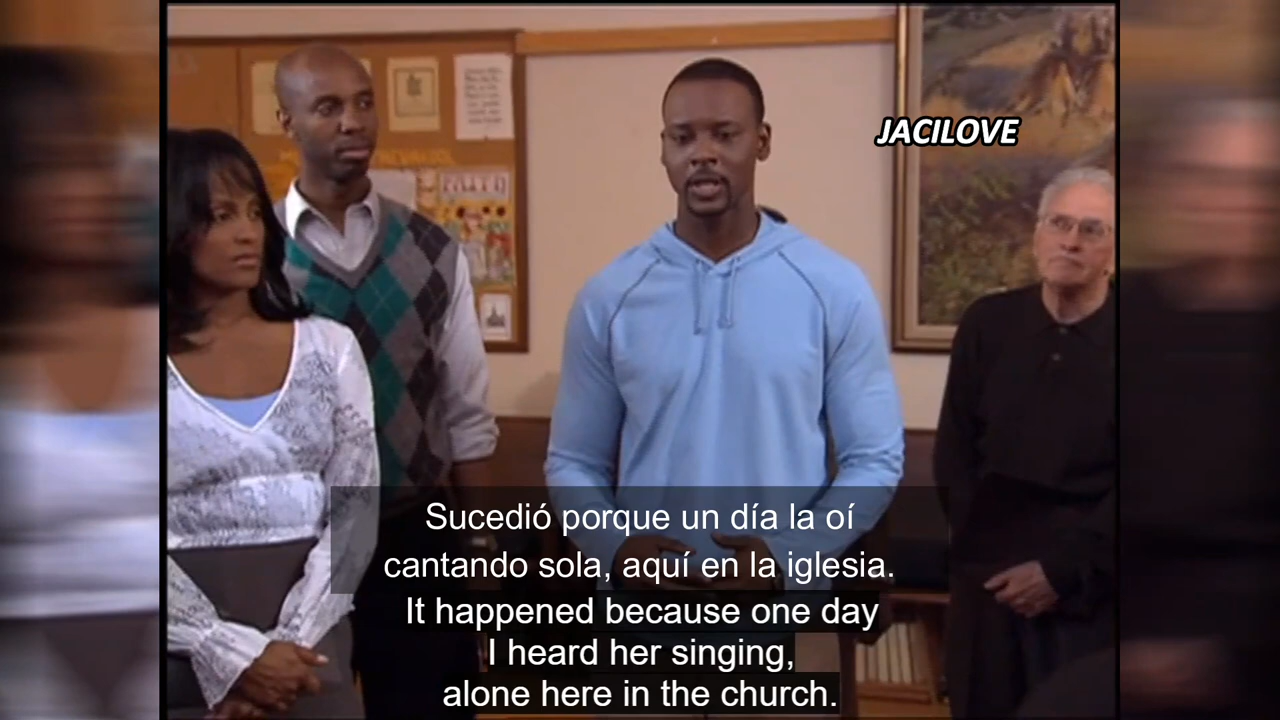 JACILOVE
Sucedió porque un día la oí
cantando sola, aquí en la iglesia.
It happened because one day
I heard her singing,
alone here in the church.